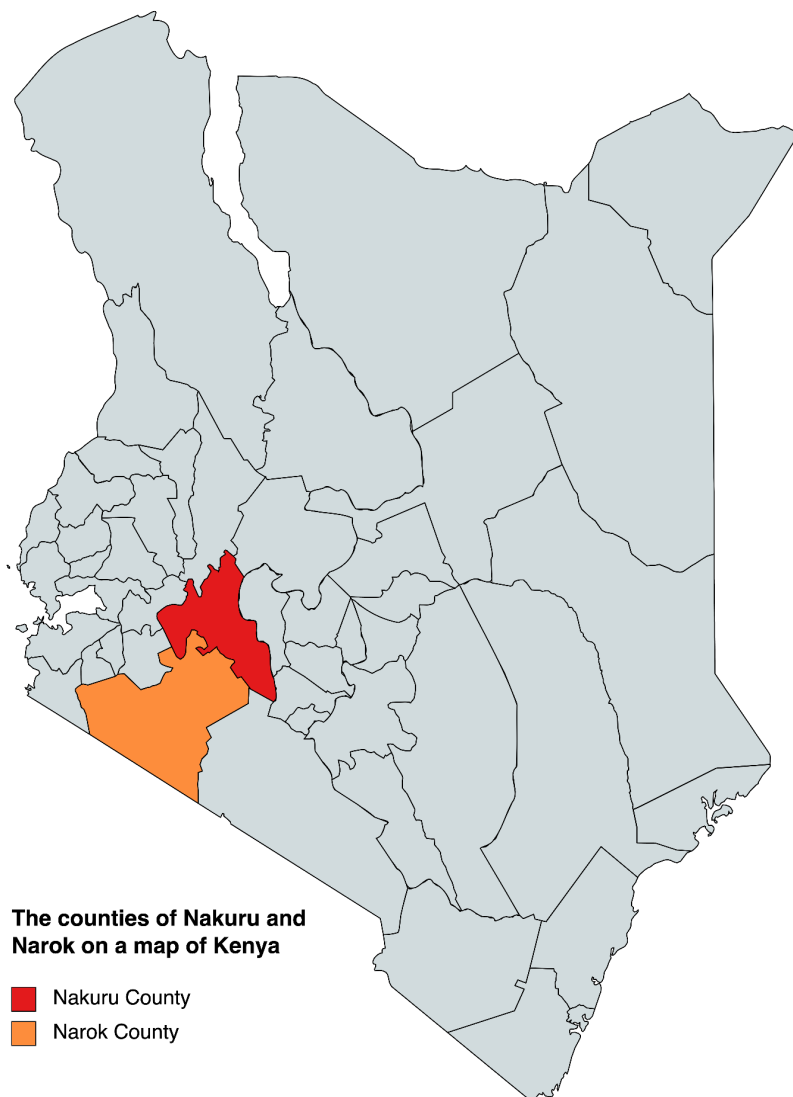 The counties of Nakuru and
Narok on a map of Kenya
Nakuru County
Narok County